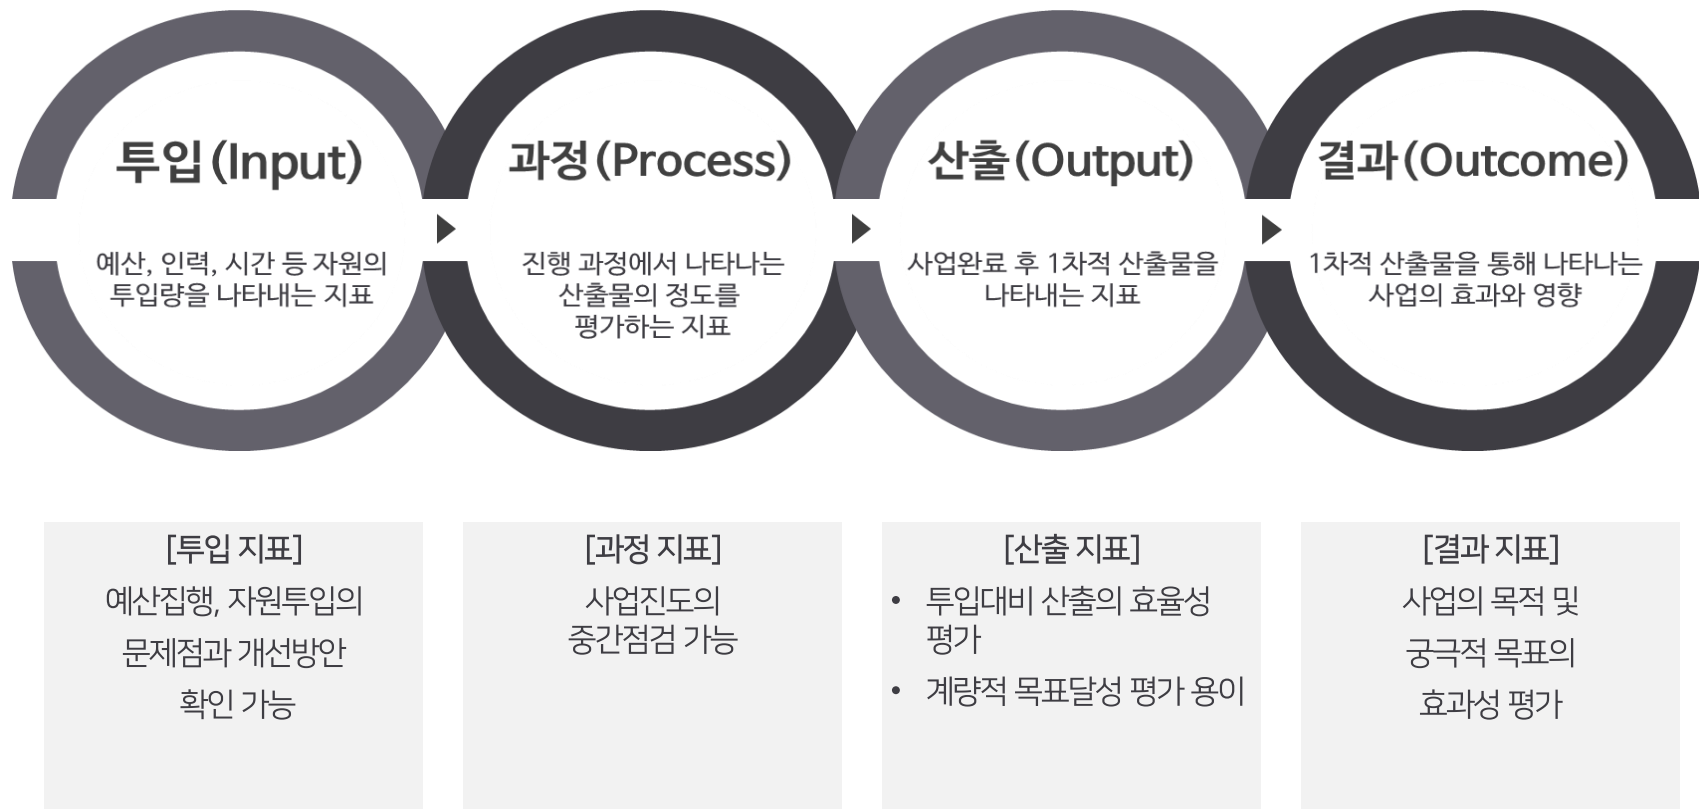 투입(Input)
예산, 인력, 시간 등 자원의
투입량을 나타내는 지표
과정(Process)
진행 과정에서 나타나는
산출물의 정도를
평가하는 지표
산출(Output)
사업완료 후 1차적 산출물을
나타내는 지표
결과(Outcome)
1차적 산출물을 통해 나타나는
사업의 효과와 영향
[투입 지표]
예산집행, 자원투입의
문제점과 개선방안
확인 가능
[과정 지표]
사업진도의
중간점검 가능
[산출 지표]
• 투입대비 산출의 효율성
평가
• 계량적 목표달성 평가 용이
[결과 지표]
사업의 목적 및
궁극적 목표의
효과성 평가